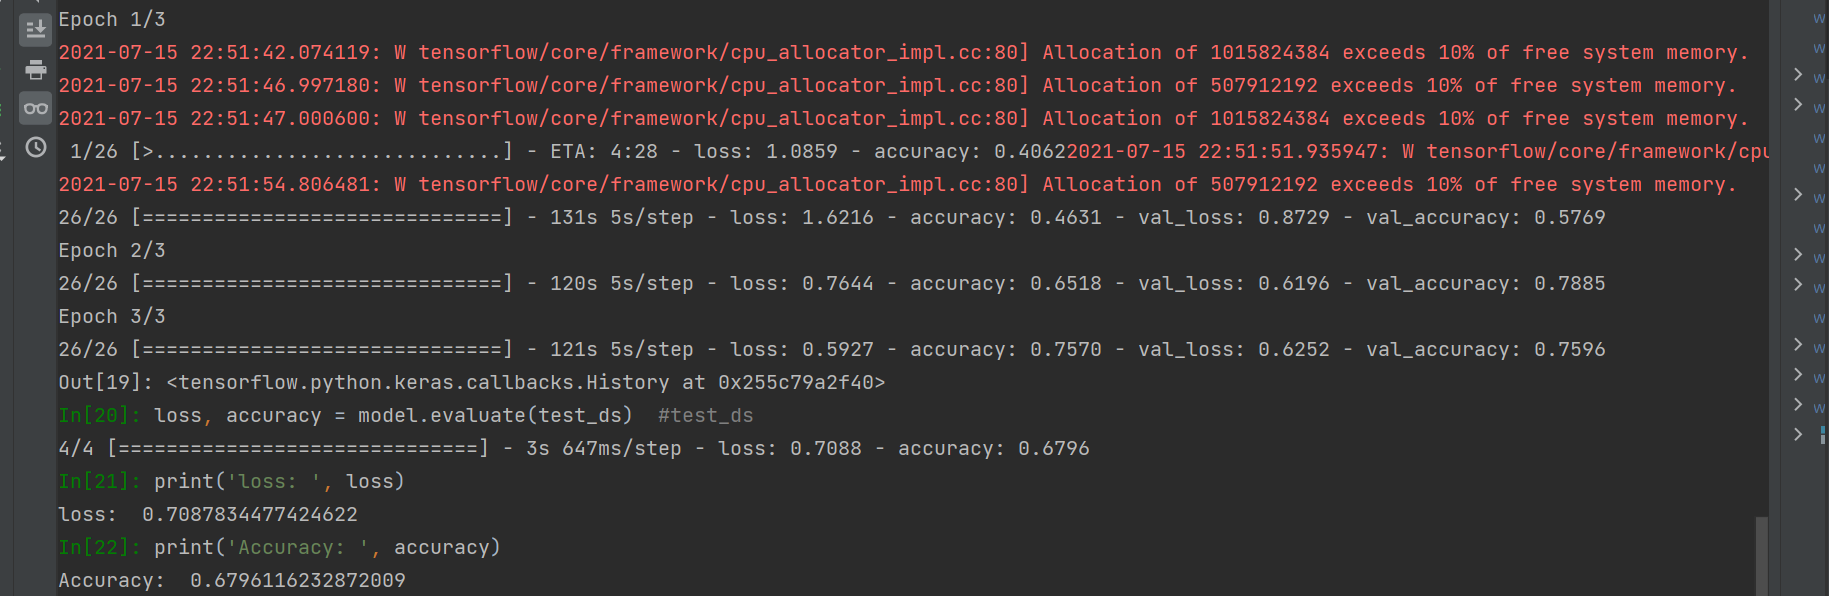 Epoch 1/3
2021-07-15 22:51:42.074119: W tensorflow/core/framework/cpu_allocator_impl.cc:80] Allocation of 1015824384 exceeds 10% of free system memory.
2021-07-15 22:51:46.997180: W tensorflow/core/framework/cpu_allocator_impl.cc:80] Allocation of 507912192 exceeds 10% of free system memory.
2021-07-15 22:51:47.000600: W tensorflow/core/framework/cpu_allocator_impl.cc:80] Allocation of 1015824384 exceeds 10% of free system memory.
 1/26 [>.............................] - ETA: 4:28 - loss: 1.0859 - accuracy: 0.40622021-07-15 22:51:51.935947: W tensorflow/core/framework/cpu
2021-07-15 22:51:54.806481: W tensorflow/core/framework/cpu_allocator_impl.cc:80] Allocation of 507912192 exceeds 10% of free system memory.
26/26 [==============================] - 131s 5s/step - loss: 1.6216 - accuracy: 0.4631 - val_loss: 0.8729 - val_accuracy: 0.5769
Epoch 2/3
26/26 [==============================] - 120s 5s/step - loss: 0.7644 - accuracy: 0.6518 - val_loss: 0.6196 - val_accuracy: 0.7885
Epoch 3/3
26/26 [==============================] - 121s 5s/step - loss: 0.5927 - accuracy: 0.7570 - val_loss: 0.6252 - val_accuracy: 0.7596
Out[19]: <tensorflow.python.keras.callbacks.History at 0x255c79a2f40>
In[20]: loss, accuracy = model.evaluate(test_ds)  #test_ds
4/4 [==============================] - 3s 647ms/step - loss: 0.7088 - accuracy: 0.6796
In[21]: print('loss: ', loss)
loss:  0.7087834477424622
In[22]: print('Accuracy: ', accuracy)
Accuracy:  0.6796116232872009